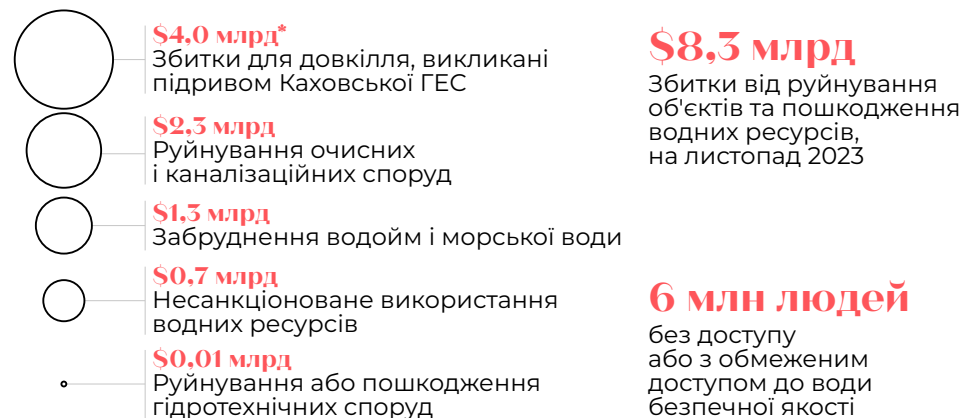 $4,0 млрд*
Збитки для довкілля, викликані
підривом Каховської ГЕС
$2,3 млрд
Руйнування очисних
і каналізаційних споруд
$1,3 млрд
Забруднення водойм і морської води
$0,7 млрд
Несанкціоноване використання
водних ресурсів
$0,01 млрд
Руйнування або пошкодження
гідротехнічних споруд
$8,3 млрд
Збитки від руйнування
об'єктів та пошкодження
водних ресурсів,
на листопад 2023
6 млн людей
без доступу
або з обмеженим
доступом до води
безпечної якості